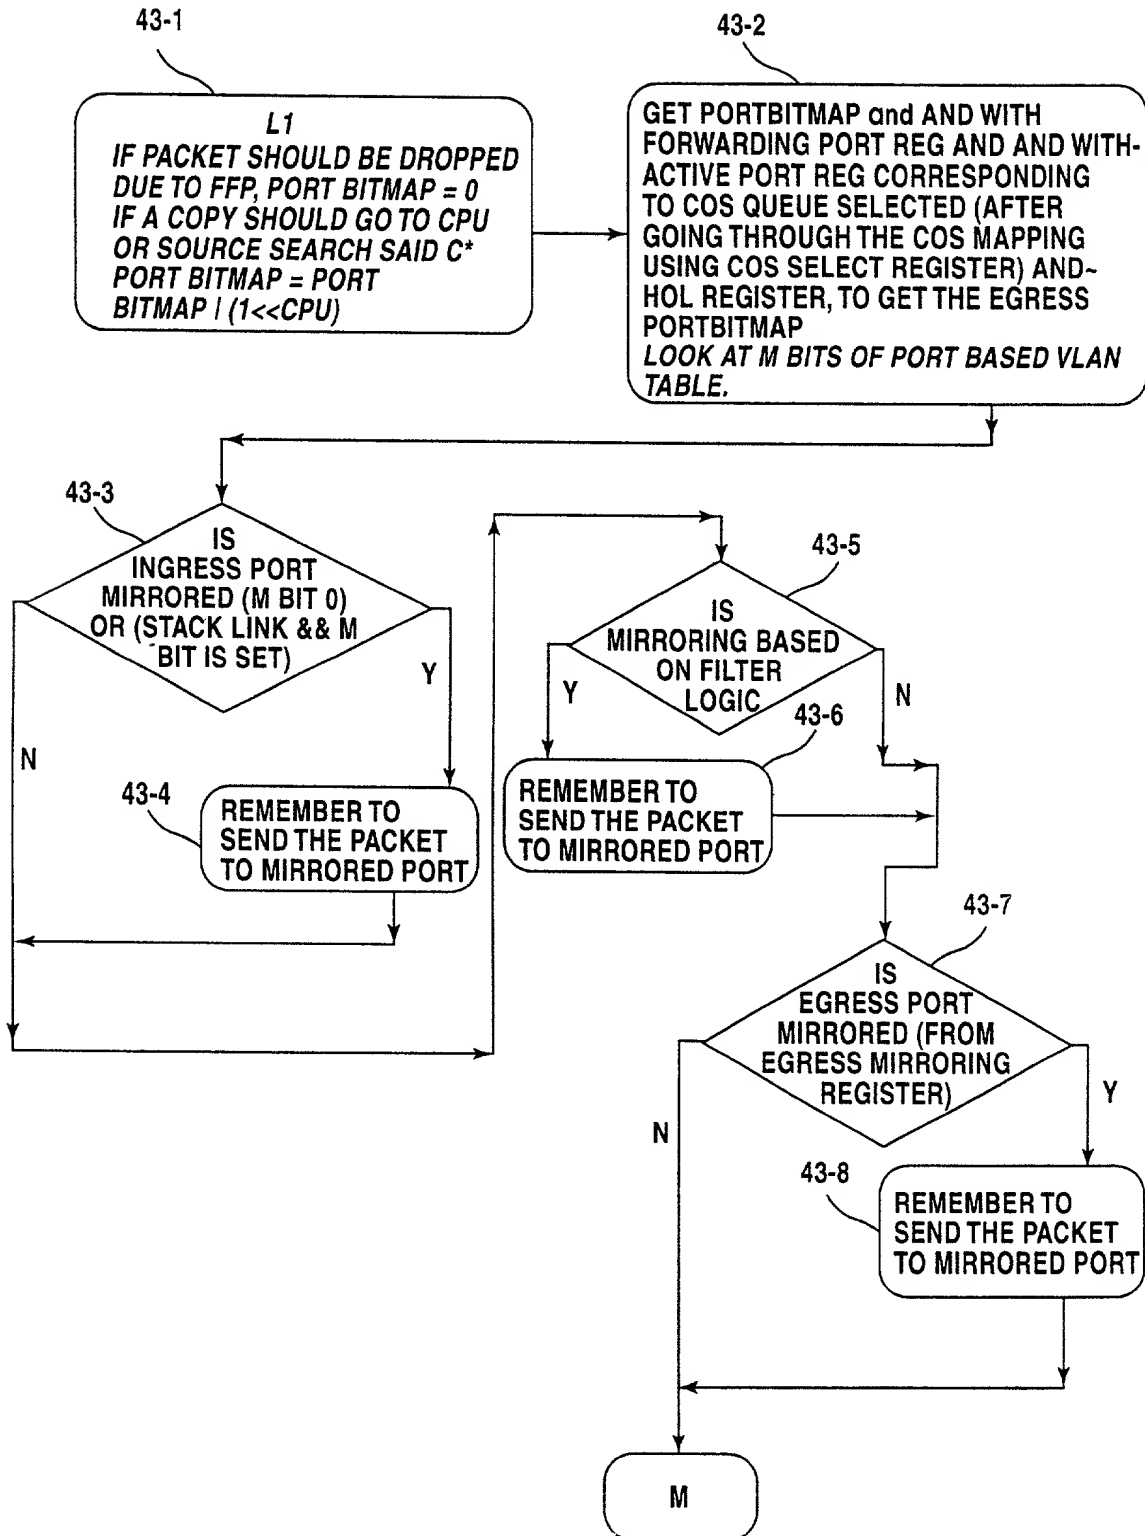 43-1
L1
IF PACKET SHOULD BE DROPPED
DUE TO FFP, PORT BITMAP = 0
IF A COPY SHOULD GO TO CPU
OR SOURCE SEARCH SAID C*
PORT BITMAP = PORT
BITMAP | (1<<CPU)
43-2
GET PORTBITMAP and AND WITH
FORWARDING PORT REG AND AND WITH-
ACTIVE PORT REG CORRESPONDING
TO COS QUEUE SELECTED (AFTER
GOING THROUGH THE COS MAPPING
USING COS SELECT REGISTER) AND~
HOL REGISTER, TO GET THE EGRESS
PORTBITMAP
LOOK AT M BITS OF PORT BASED VLAN
TABLE.
43-3
IS
INGRESS PORT
MIRRORED (M BIT 0)
OR (STACK LINK && M
BIT IS SET)
Y
N
43-4
REMEMBER TO
SEND THE PACKET
TO MIRRORED PORT
43-5
IS
MIRRORING BASED
ON FILTER
LOGIC
Y
N
43-6
REMEMBER TO
SEND THE PACKET
TO MIRRORED PORT
43-7
IS
EGRESS PORT
MIRRORED (FROM
EGRESS MIRRORING
REGISTER)
Y
N
43-8
REMEMBER TO
SEND THE PACKET
TO MIRRORED PORT
M